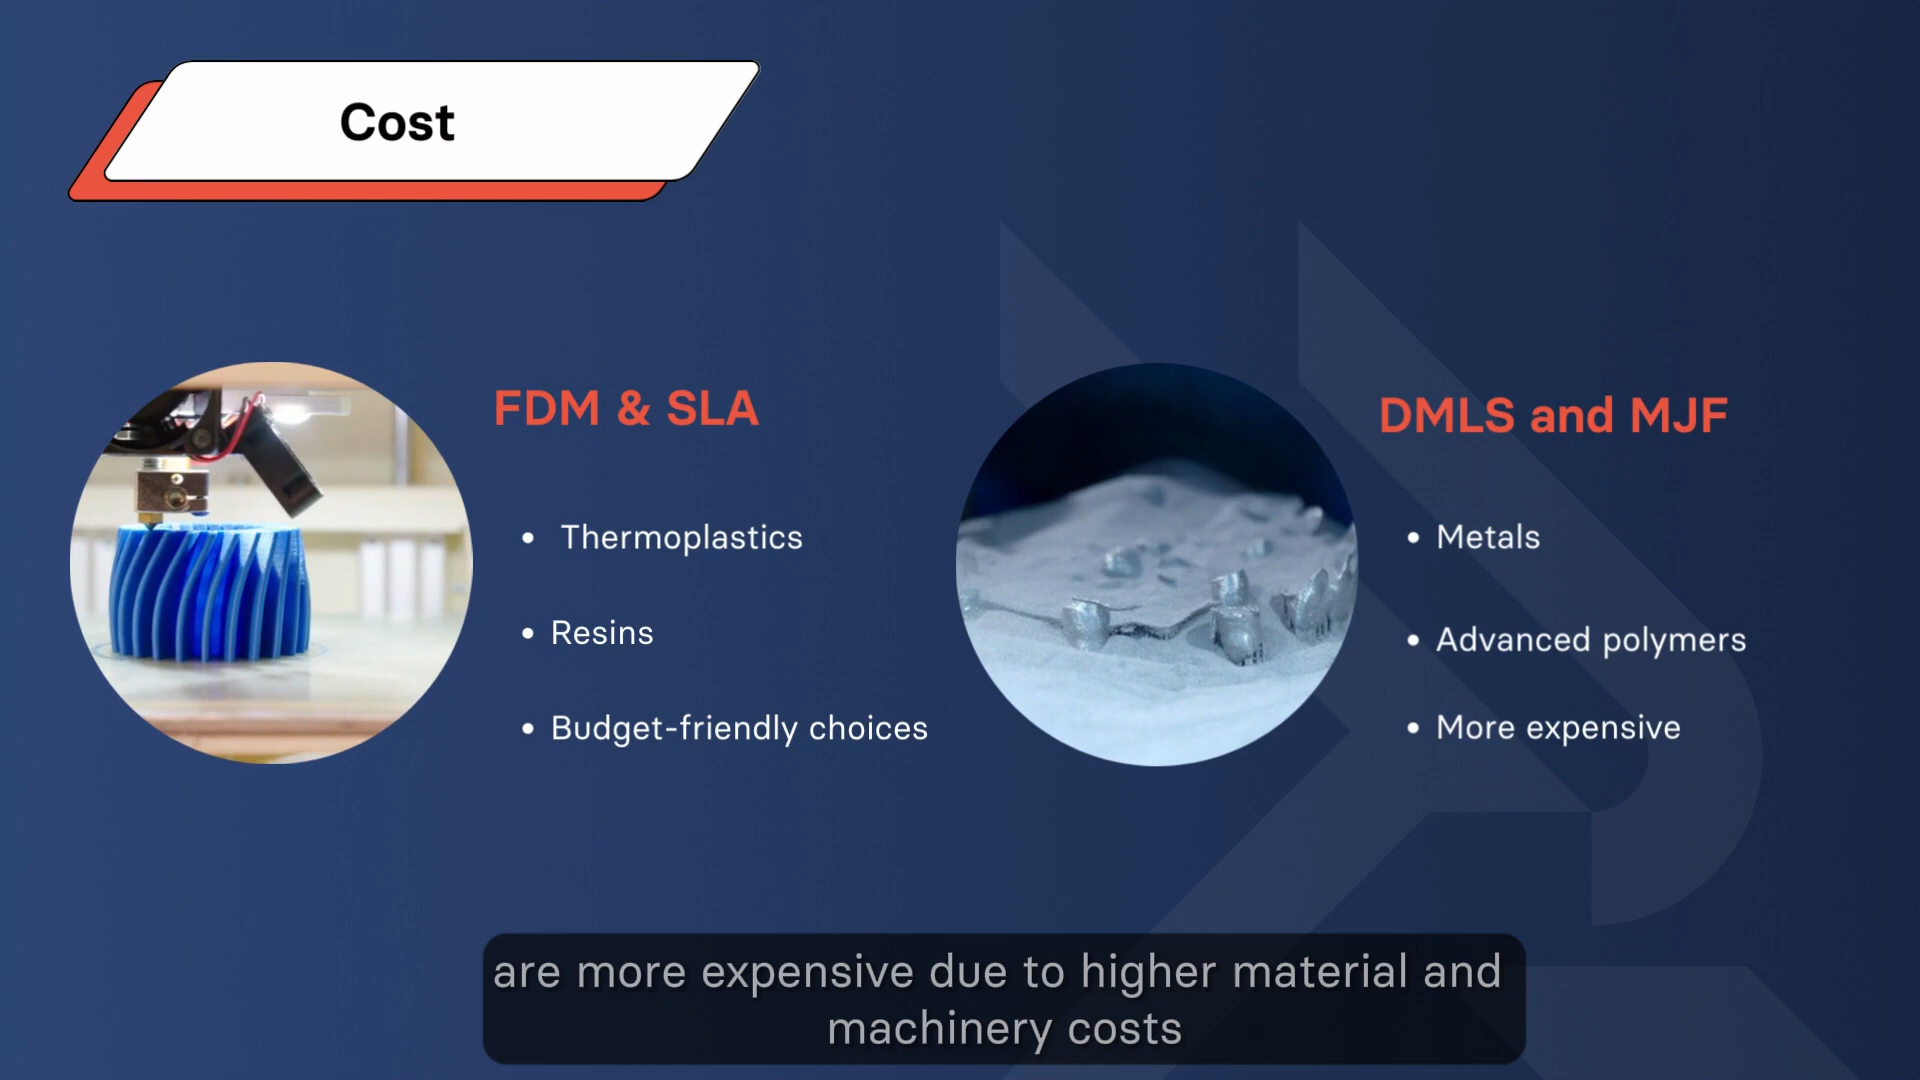 Cost
FDM & SLA
• Thermoplastics
• Resins
• Budget-friendly choices
DMLS and MJF
• Metals
• Advanced polymers
• More expensive
are more expensive due to higher material and
machinery costs